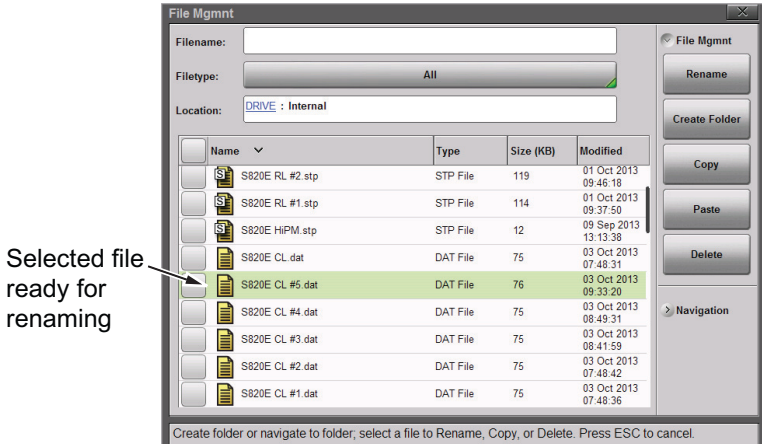 File Mgmnt
Filename:
File Mgmnt
Filetype:
All
Rename
Location:
DRIVE : Internal
Create Folder
Name
Type
Size (KB)
Modified
S820E RL #2.stp STP File 119 01 Oct 2013
09:46:18
Copy
S820E RL #1.stp STP File 114 01 Oct 2013
09:37:50
Paste
S820E HiPM.stp STP File 12 09 Sep 2013
13:13:38
S820E CL.dat DAT File 75 03 Oct 2013
07:48:31
Delete
Selected file
ready for
renaming
S820E CL #5.dat DAT File 76 03 Oct 2013
09:33:20
S820E CL #4.dat DAT File 75 03 Oct 2013
08:49:31
Navigation
S820E CL #3.dat DAT File 75 03 Oct 2013
08:41:59
S820E CL #2.dat DAT File 75 03 Oct 2013
07:48:42
S820E CL #1.dat DAT File 75 03 Oct 2013
07:48:36
Create folder or navigate to folder; select a file to Rename, Copy, or Delete. Press ESC to cancel.